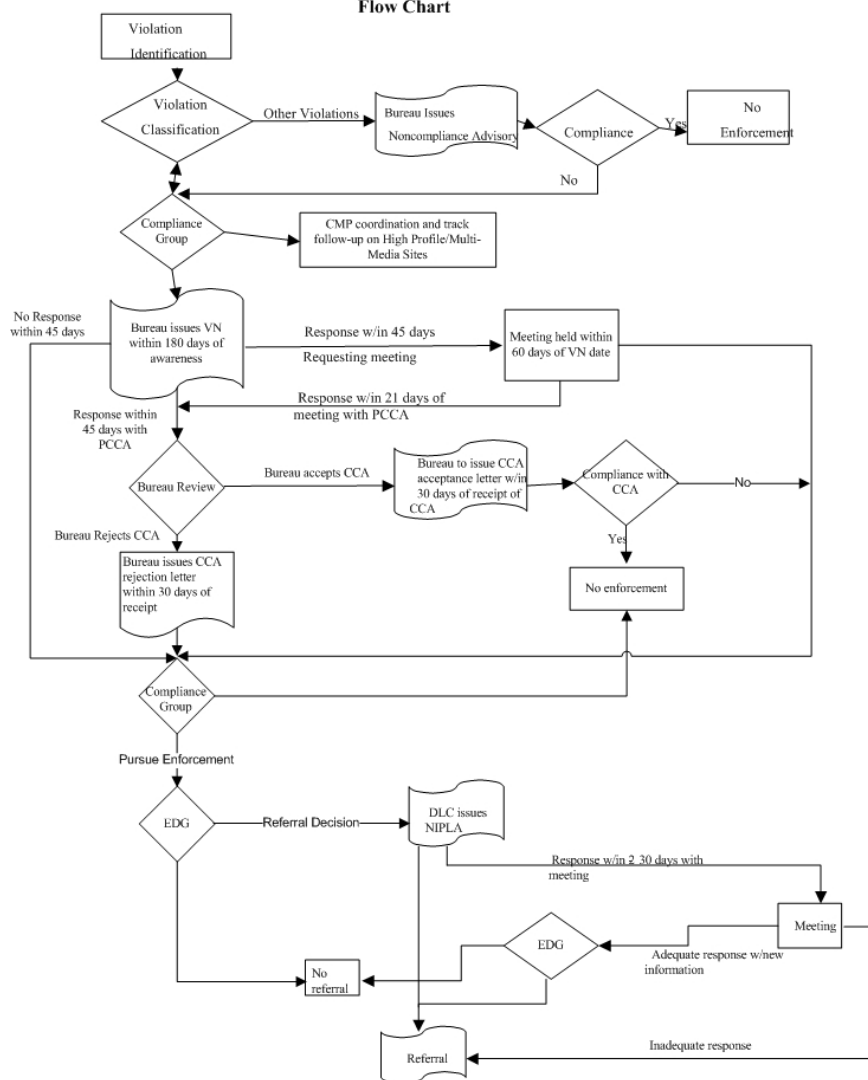 Flow Chart
Violation
Identification
Violation
Classification
Other Violations
Bureau Issues
Noncompliance Advisory
Compliance
Yes
No
Enforcement
No
Compliance
Group
CMP coordination and track
follow-up on High Profile/Multi-
Media Sites
No Response
within 45 days
Bureau issues VN
within 180 days of
awareness
Response w/in 45 days
Requesting meeting
Meeting held within
60 days of VN date
Response w/in 21 days of
meeting with PCCA
Response within
45 days with
PCCA
Bureau Review
Bureau accepts CCA
Bureau to issue CCA
acceptance letter w/in
30 days of receipt of
CCA
Compliance with
CCA
No
Yes
Bureau Rejects CCA
Bureau issues CCA
rejection letter
within 30 days of
receipt
No enforcement
Compliance
Group
Pursue Enforcement
EDG
Referral Decision
DLC issues
NIPLA
Response w/in 2 30 days with
meeting
Meeting
EDG
Adequate response w/new
information
No
referral
Referral
Inadequate response